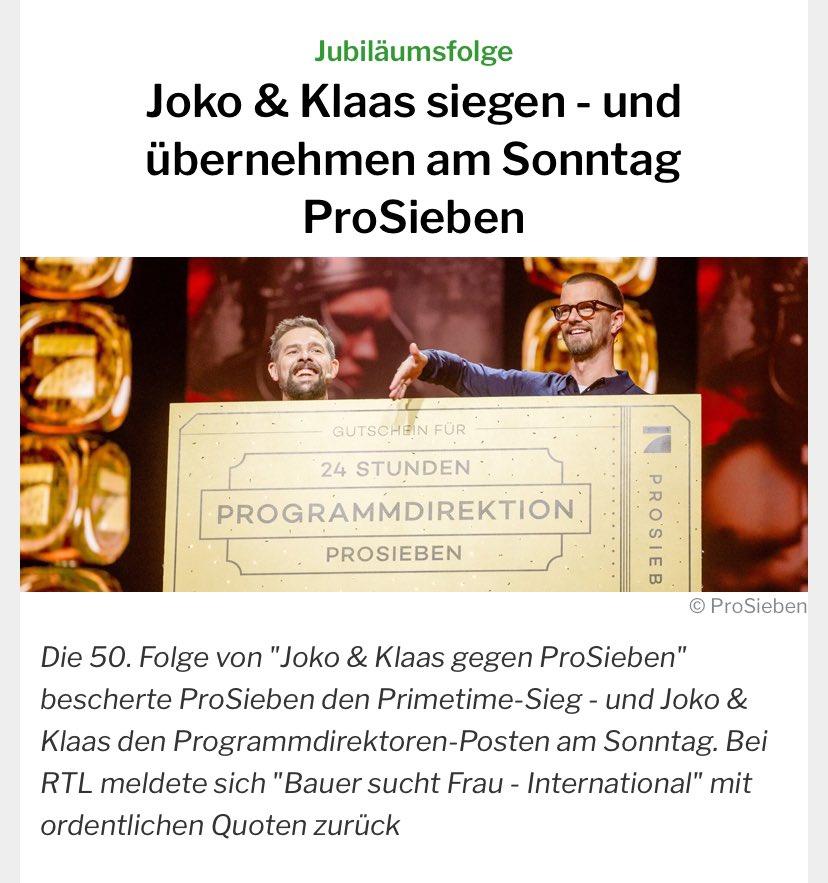 Jubiläumsfolge
Joko & Klaas siegen - und
übernehmen am Sonntag
ProSieben
GUTSCHEIN FÜR
24 STUNDEN
PROGRAMMDIREKTION
PROSIEBEN
PROSIEB
© ProSieben
Die 50. Folge von "Joko & Klaas gegen ProSieben"
bescherte ProSieben den Primetime-Sieg - und Joko &
Klaas den Programmdirektoren-Posten am Sonntag. Bei
RTL meldete sich "Bauer sucht Frau - International" mit
ordentlichen Quoten zurück